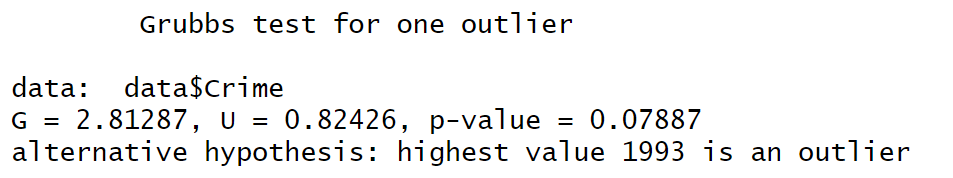 Grubbs test for one outlier
data: data$Crime
G = 2.81287, U = 0.82426, p-value = 0.07887
alternative hypothesis: highest value 1993 is an outlier